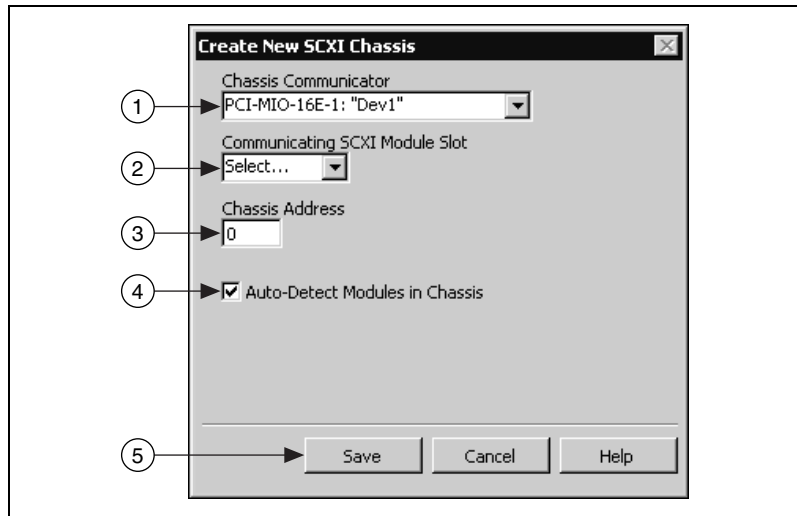 Create New SCXI Chassis
Chassis Communicator
1
PCI-MIO-16E-1: "Dev1"
Communicating SCXI Module Slot
2
Select...
Chassis Address
3
0
4
Auto-Detect Modules in Chassis
5
Save
Cancel
Help